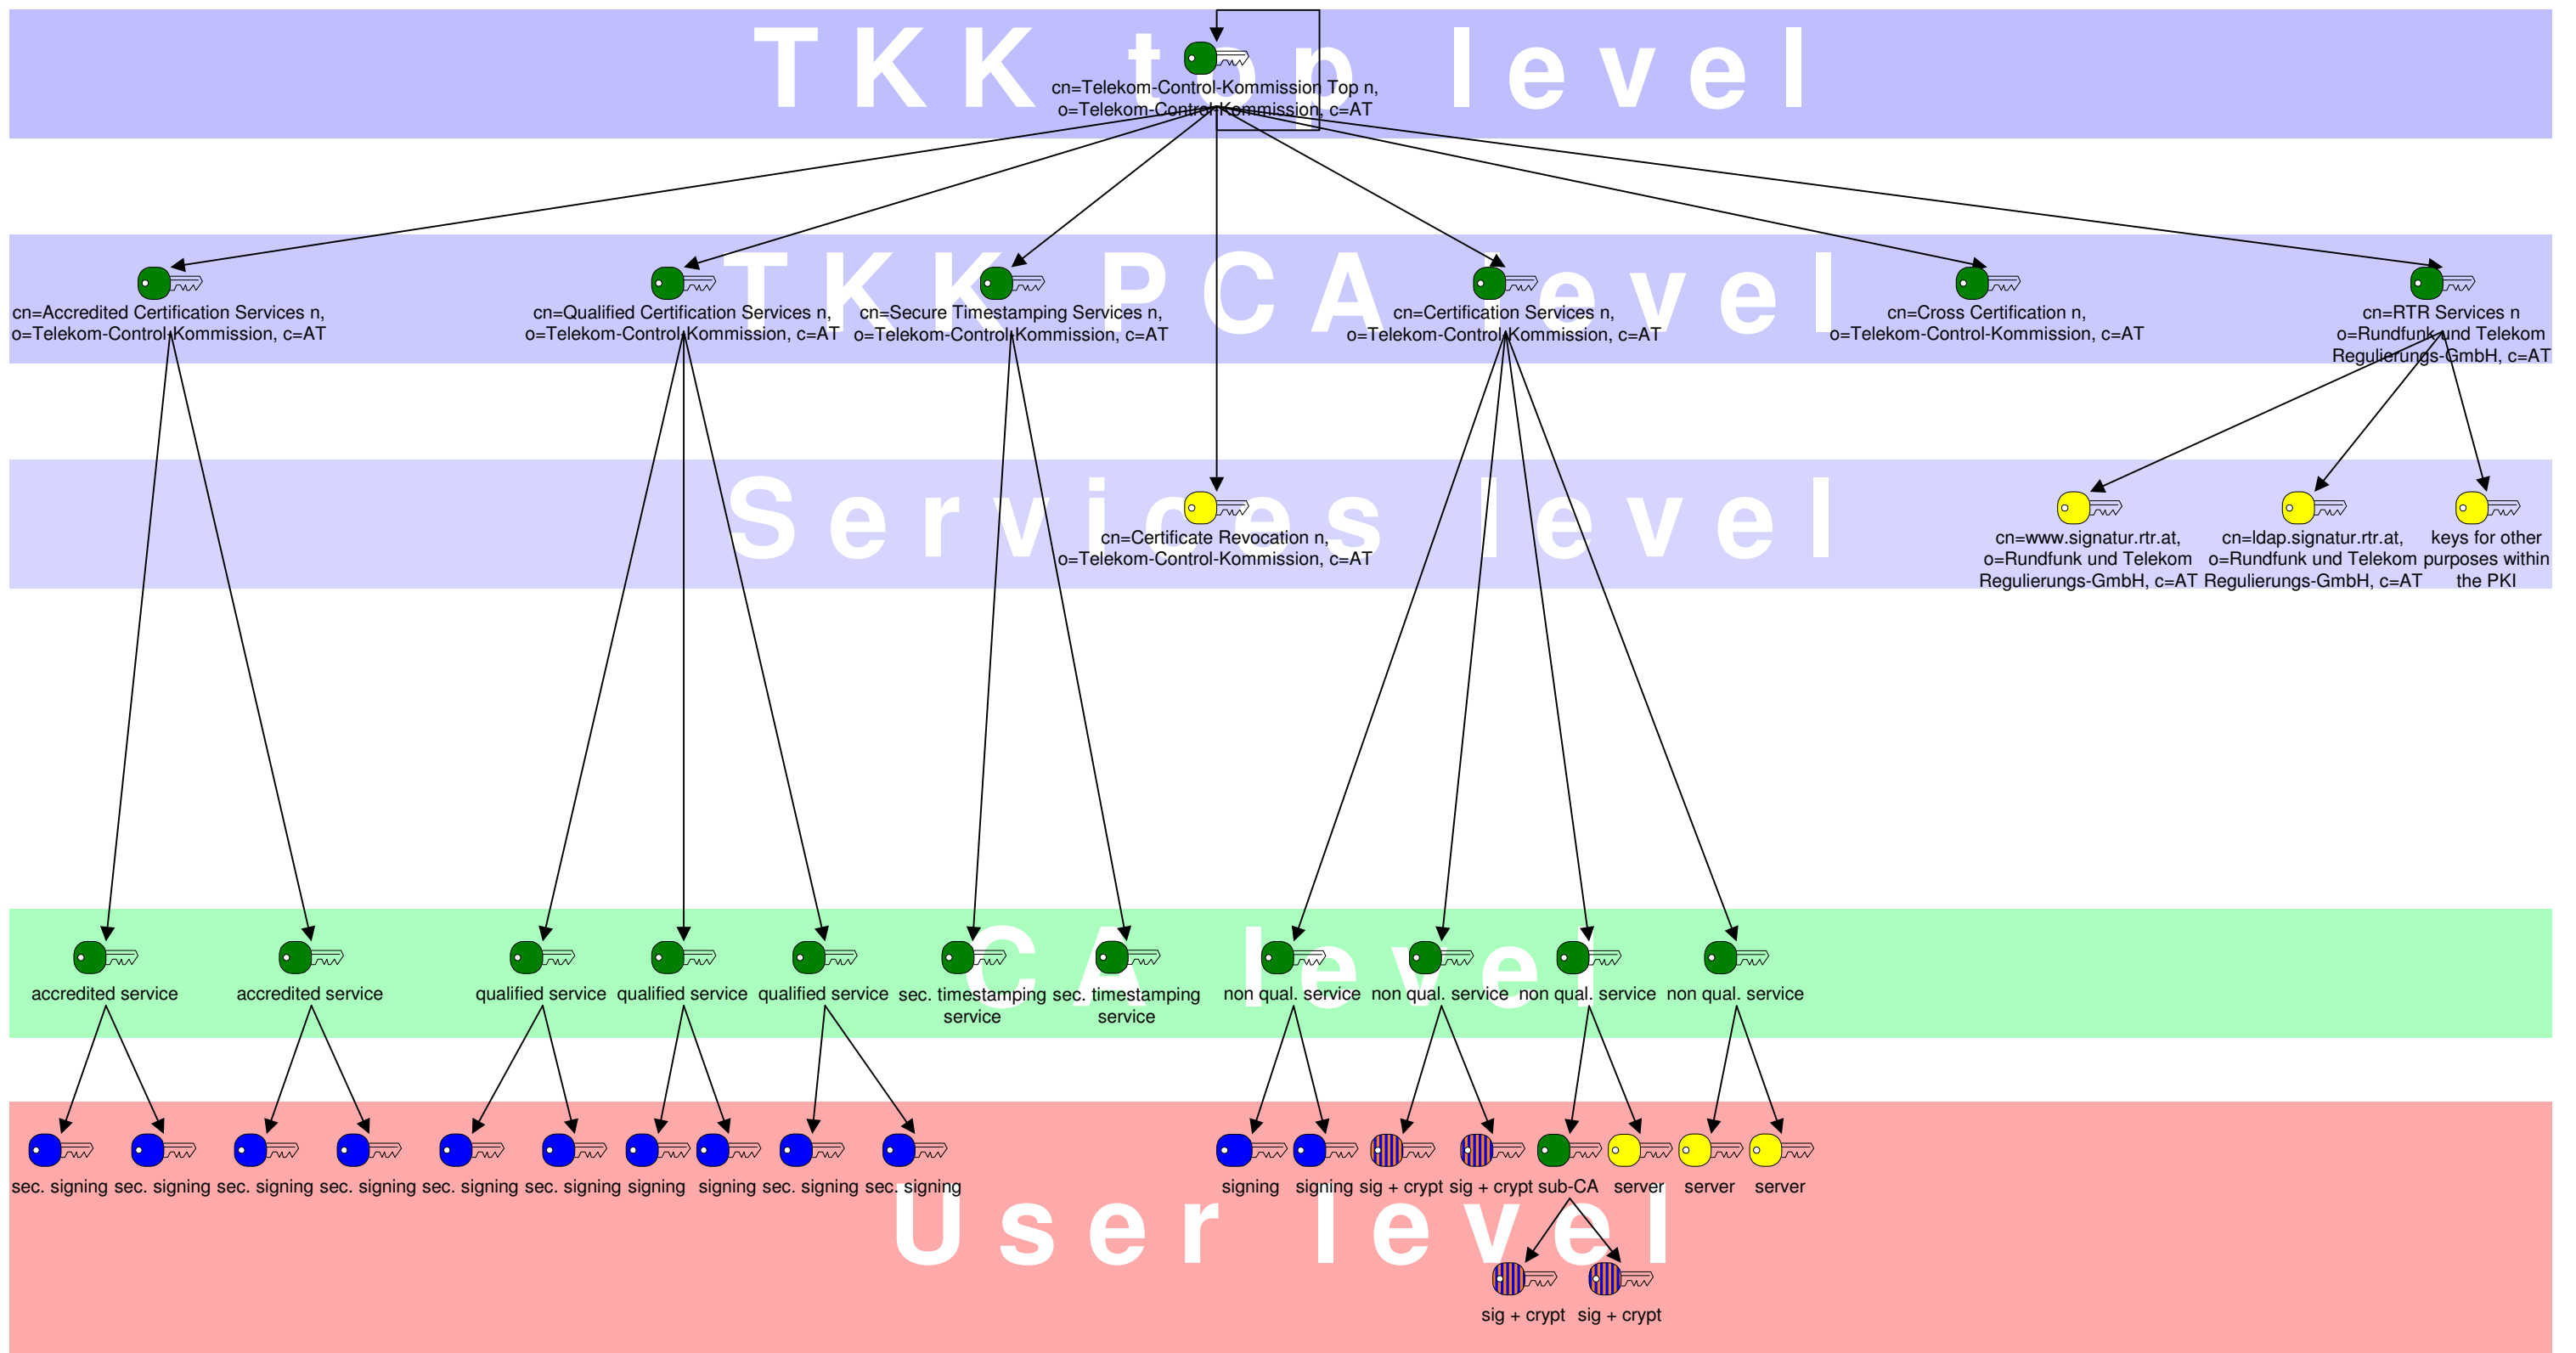 TKK top level
cn=Telekom-Control-Kommission Top n,
o=Telekom-Control-Kommission, c=AT
TKK PCA level
cn=Accredited Certification Services n,
o=Telekom-Control-Kommission, c=AT
cn=Qualified Certification Services n,
o=Telekom-Control-Kommission, c=AT
cn=Secure Timestamping Services n,
o=Telekom-Control-Kommission, c=AT
cn=Certification Services n,
o=Telekom-Control-Kommission, c=AT
cn=Cross Certification n,
o=Telekom-Control-Kommission, c=AT
cn=RTR Services n
o=Rundfunk und Telekom
Regulierungs-GmbH, c=AT
Services level
cn=Certificate Revocation n,
o=Telekom-Control-Kommission, c=AT
cn=www.signatur.rtr.at,
o=Rundfunk und Telekom
Regulierungs-GmbH, c=AT
cn=ldap.signatur.rtr.at,
o=Rundfunk und Telekom
Regulierungs-GmbH, c=AT
keys for other
purposes within
the PKI
CA level
accredited service
accredited service
qualified service
qualified service
qualified service
sec. timestamping
service
sec. timestamping
service
non qual. service
non qual. service
non qual. service
non qual. service
User level
sec. signing
sec. signing
sec. signing
sec. signing
sec. signing
sec. signing
signing
signing
sec. signing
sec. signing
signing
signing
sig + crypt
sig + crypt
sub-CA
server
server
server
sig + crypt
sig + crypt